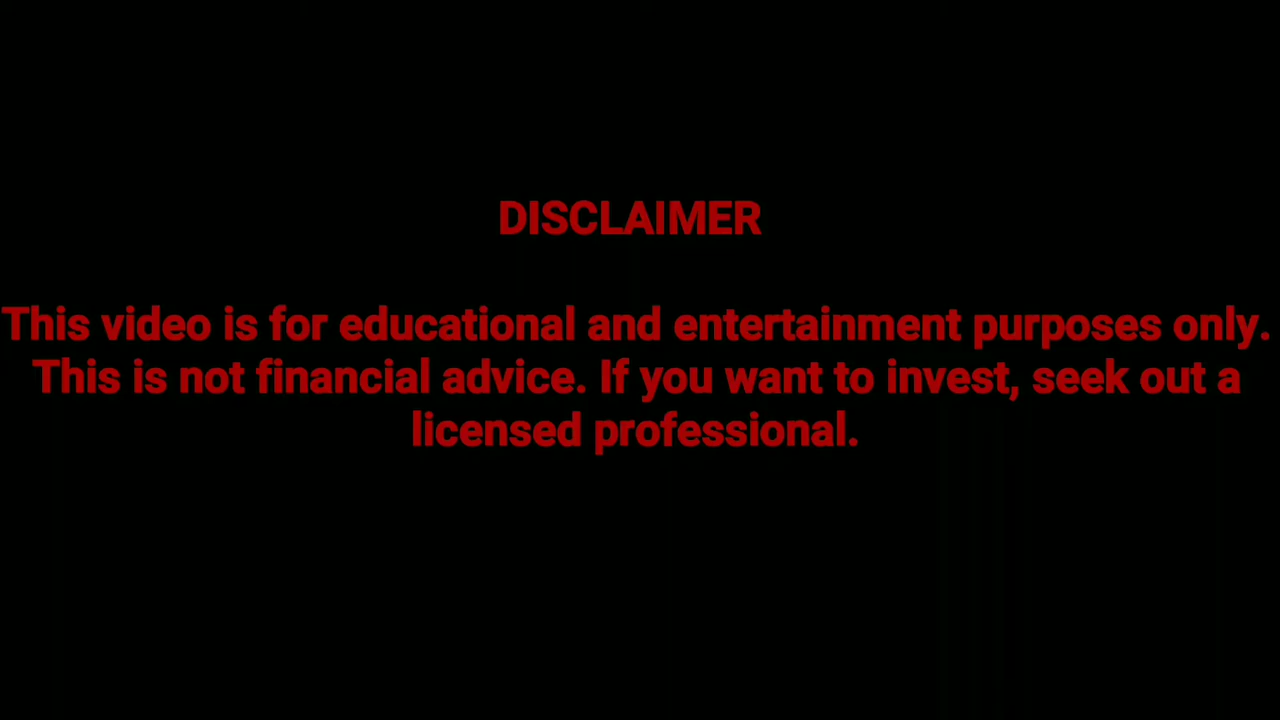 DISCLAIMER
This video is for educational and entertainment purposes only.
This is not financial advice. If you want to invest, seek out a
licensed professional.